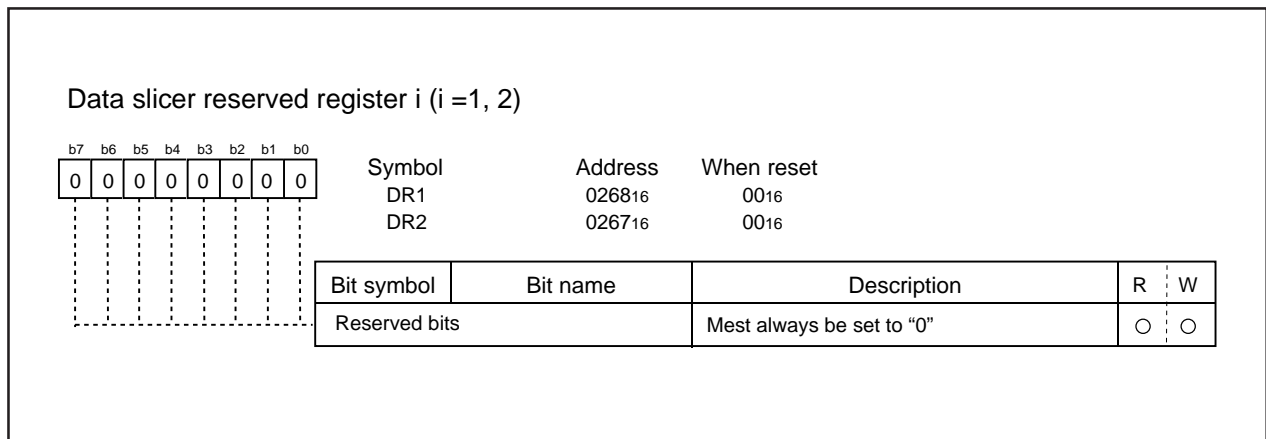 Data slicer reserved register i (i =1, 2)
b7 b6 b5 b4 b3 b2 b1 b0
0 0 0 0 0 0 0 0
Symbol Address When reset
DR1 026816 0016
DR2 026716 0016
Bit symbol Bit name Description R W
Reserved bits Mest always be set to “0” ○ ○